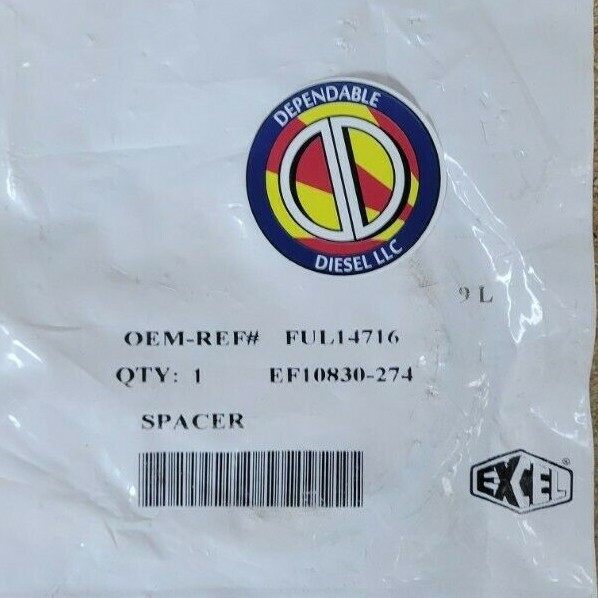 DEPENDABLE
DIESEL LLC
9 L
OEM-REF# FUL14716
QTY: 1 EF10830-274
SPACER
EXCEL®